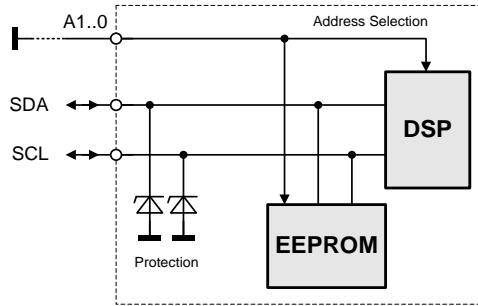 A1..0
Address Selection
SDA
DSP
SCL
EEPROM
Protection